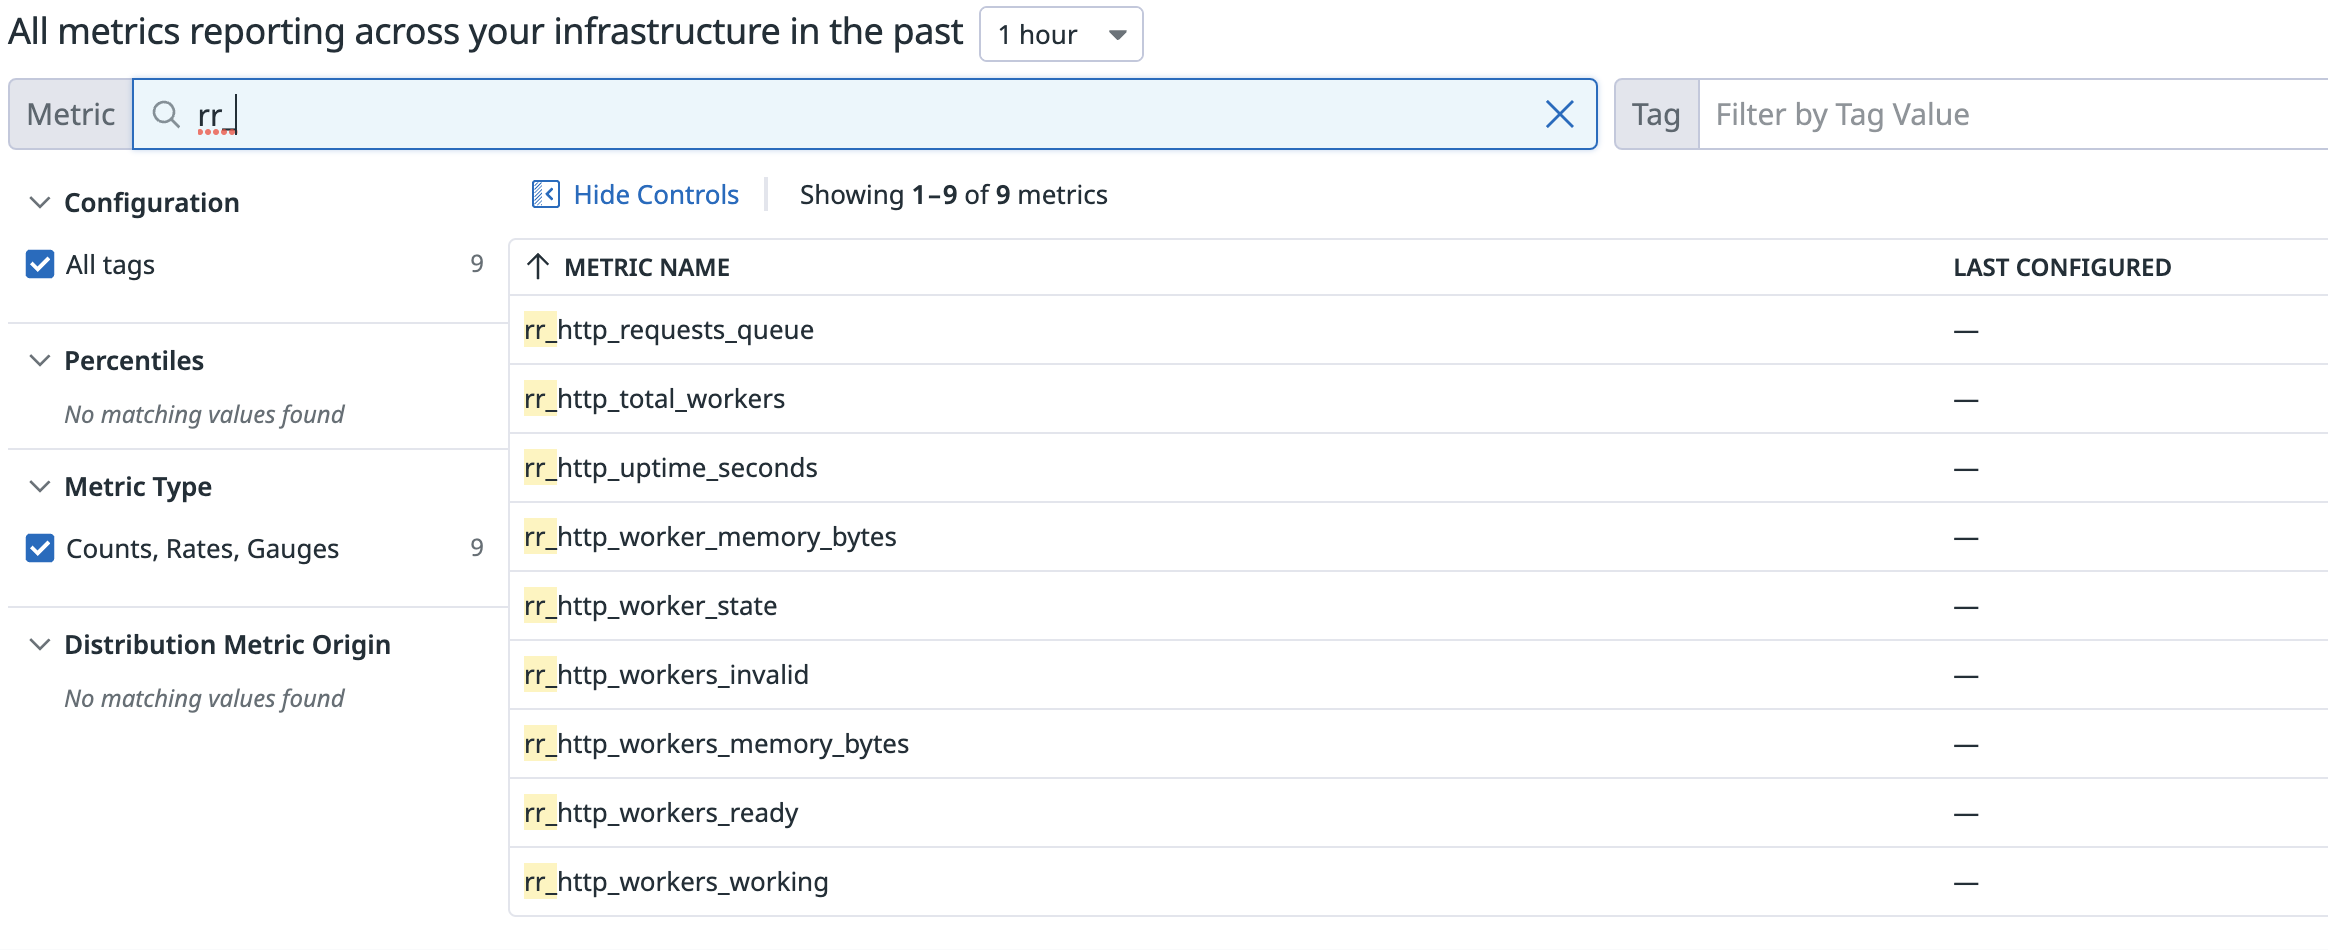 All metrics reporting across your infrastructure in the past 1 hour
Metric rr_ Tag Filter by Tag Value
Configuration
All tags 9
Percentiles
No matching values found
Metric Type
Counts, Rates, Gauges 9
Distribution Metric Origin
No matching values found
Hide Controls Showing 1–9 of 9 metrics
METRIC NAME LAST CONFIGURED
rr_http_requests_queue —
rr_http_total_workers —
rr_http_uptime_seconds —
rr_http_worker_memory_bytes —
rr_http_worker_state —
rr_http_workers_invalid —
rr_http_workers_memory_bytes —
rr_http_workers_ready —
rr_http_workers_working —